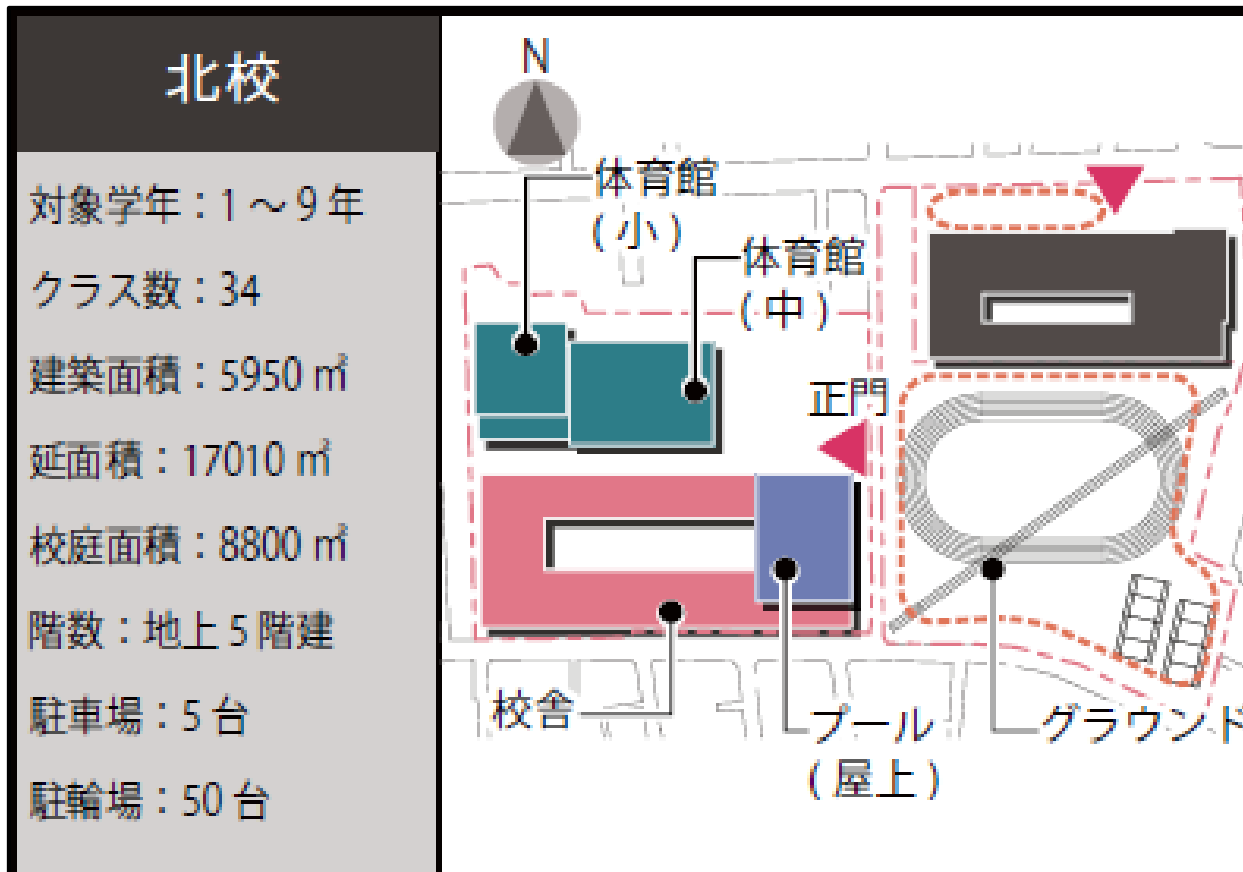 北校
対象学年：1～9年
クラス数：34
建築面積：5950㎡
延面積：17010㎡
校庭面積：8800㎡
階数：地上5階建
駐車場：5台
駐輪場：50台
N
体育館
(小)
体育館
(中)
正門
校舎
プール
(屋上)
グラウンド